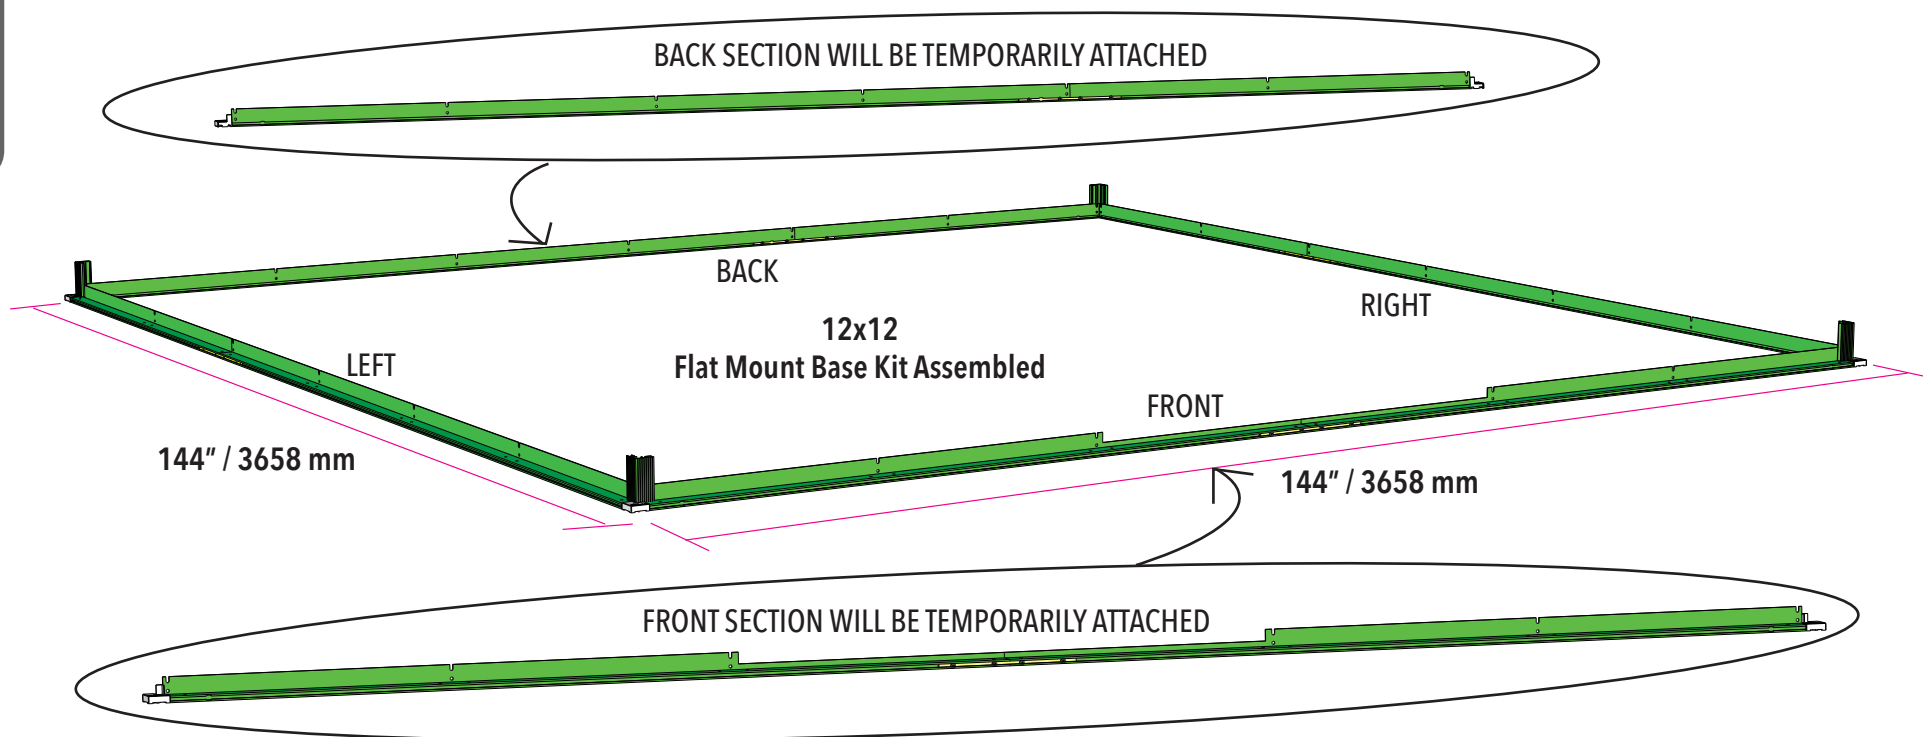 BACK SECTION WILL BE TEMPORARILY ATTACHED
BACK
RIGHT
12x12
Flat Mount Base Kit Assembled
LEFT
FRONT
144" / 3658 mm
144" / 3658 mm
FRONT SECTION WILL BE TEMPORARILY ATTACHED